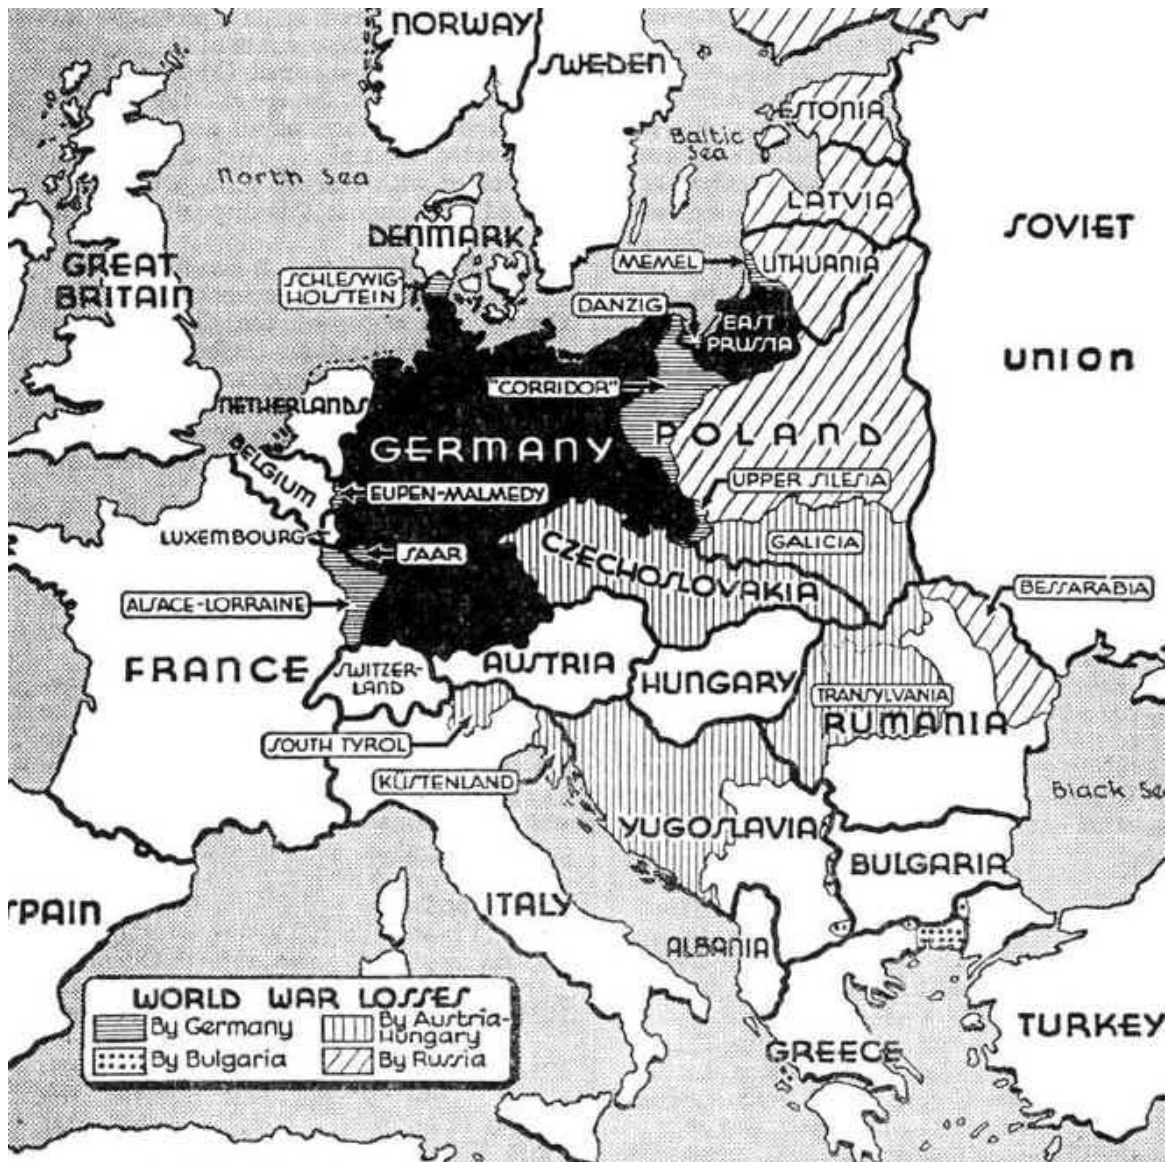 NORWAY
SWEDEN
ESTONIA
Baltic
Sea
North Sea
LATVIA
SOVIET
UNION
DENMARK
MEMEL
LITHUANIA
GREAT
BRITAIN
SCHLESWIG
HOLSTEIN
DANZIG
EAST
PRUSSIA
"CORRIDOR"
NETHERLANDS
GERMANY
POLAND
BELGIUM
EUPEN-MALMEDY
UPPER SILESIA
LUXEMBOURG
SAAR
CZECHOSLOVAKIA
GALICIA
BESSARABIA
ALSACE-LORRAINE
FRANCE
SWITZER-
LAND
AUSTRIA
HUNGARY
TRANSYLVANIA
RUMANIA
SOUTH TYROL
KÜSTENLAND
Black Se
YUGOSLAVIA
BULGARIA
SPAIN
ITALY
ALBANIA
WORLD WAR LOSSES
By Germany
By Austria-
Hungary
By Bulgaria
By Russia
GREECE
TURKEY